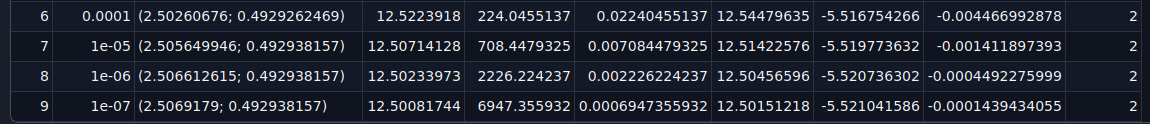 6 0.0001 (2.50260676; 0.4929262469) 12.5223918 224.0455137 0.02240455137 12.54479635 -5.516754266 -0.004466992878 2
7 1e-05 (2.505649946; 0.492938157) 12.50714128 708.4479325 0.007084479325 12.51422576 -5.519773632 -0.001411897393 2
8 1e-06 (2.506612615; 0.492938157) 12.50233973 2226.224237 0.002226224237 12.50456596 -5.520736302 -0.0004492275999 2
9 1e-07 (2.5069179; 0.492938157) 12.50081744 6947.355932 0.0006947355932 12.50151218 -5.521041586 -0.0001439434055 2